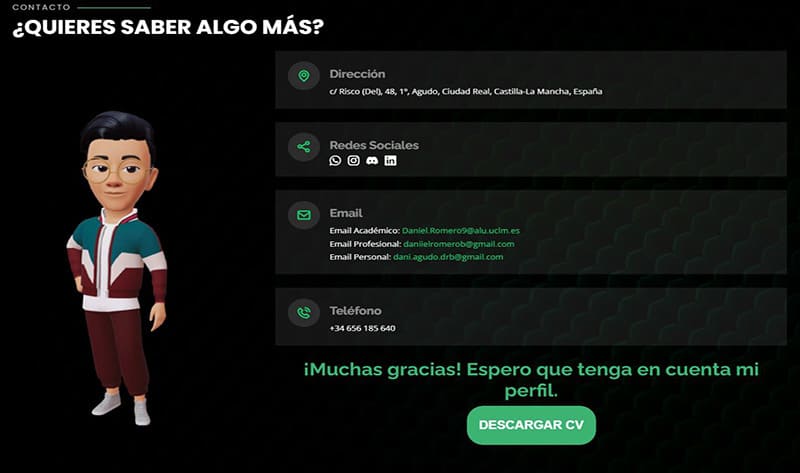 CONTACTO
¿QUIERES SABER ALGO MÁS?
Dirección
c/ Risco (Del), 48, 1º, Agudo, Ciudad Real, Castilla-La Mancha, España
Redes Sociales
Email
Email Académico: Daniel.Romero9@alu.uclm.es
Email Profesional: daniielromerob@gmail.com
Email Personal: dani.agudo.drb@gmail.com
Teléfono
+34 656 185 640
¡Muchas gracias! Espero que tenga en cuenta mi
perfil.
DESCARGAR CV